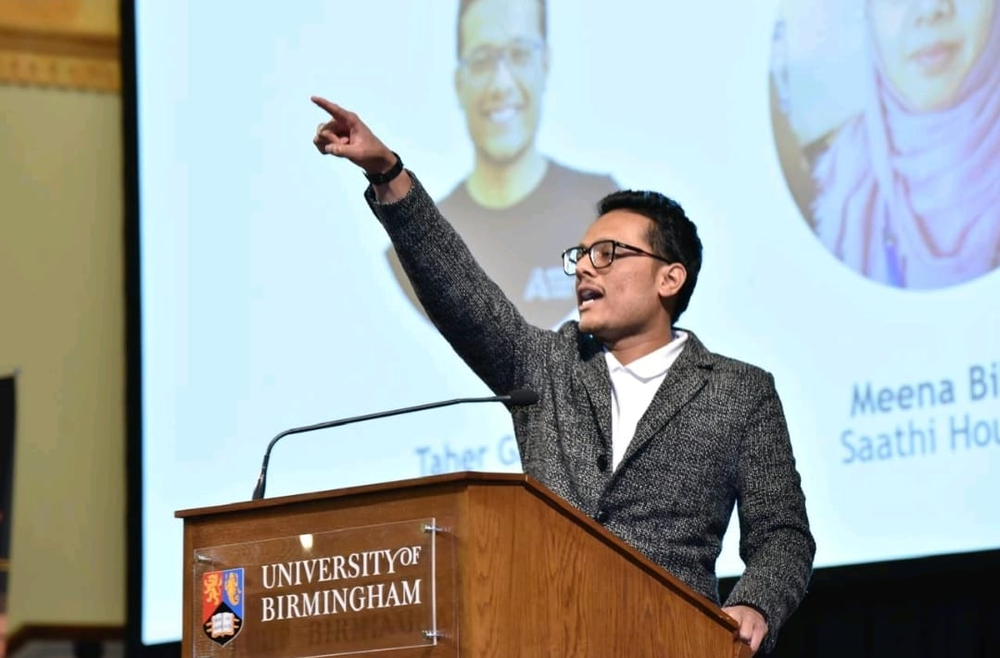 Meena Bi
Saathi Hou
Taher G
UNIVERSITY OF
BIRMINGHAM